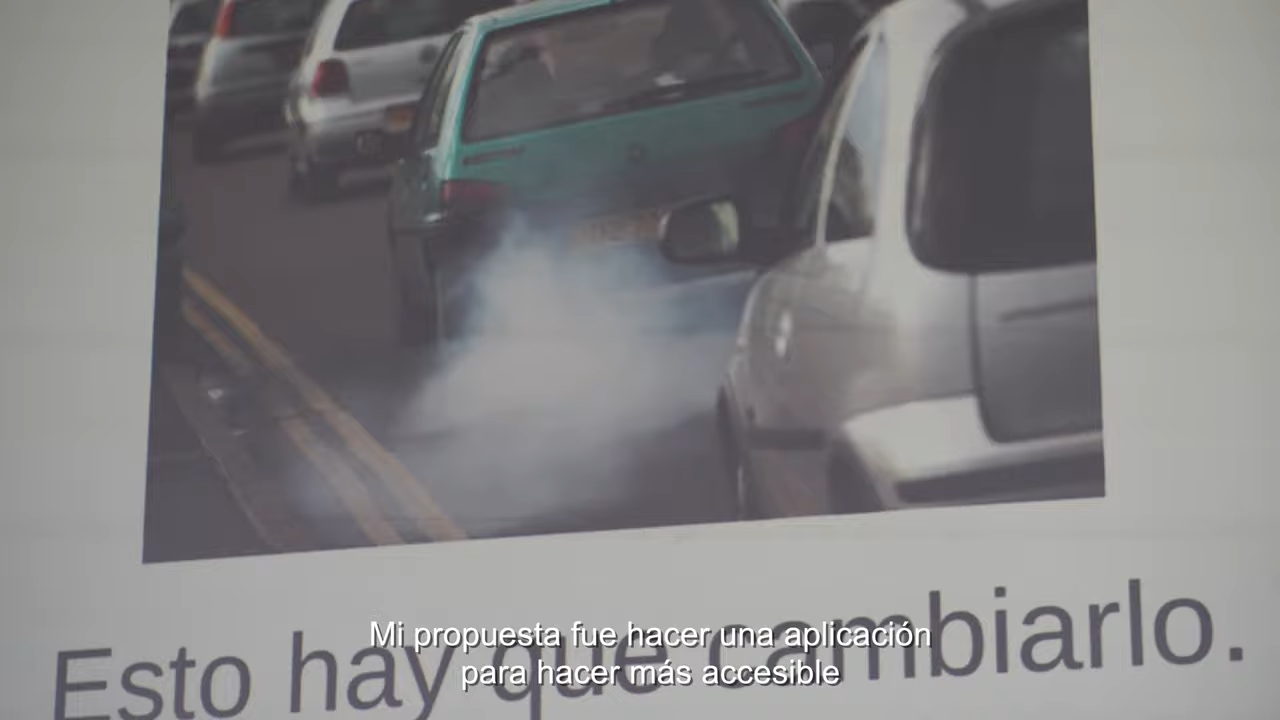 Esto hay que cambiarlo.
Mi propuesta fue hacer una aplicación
para hacer más accesible